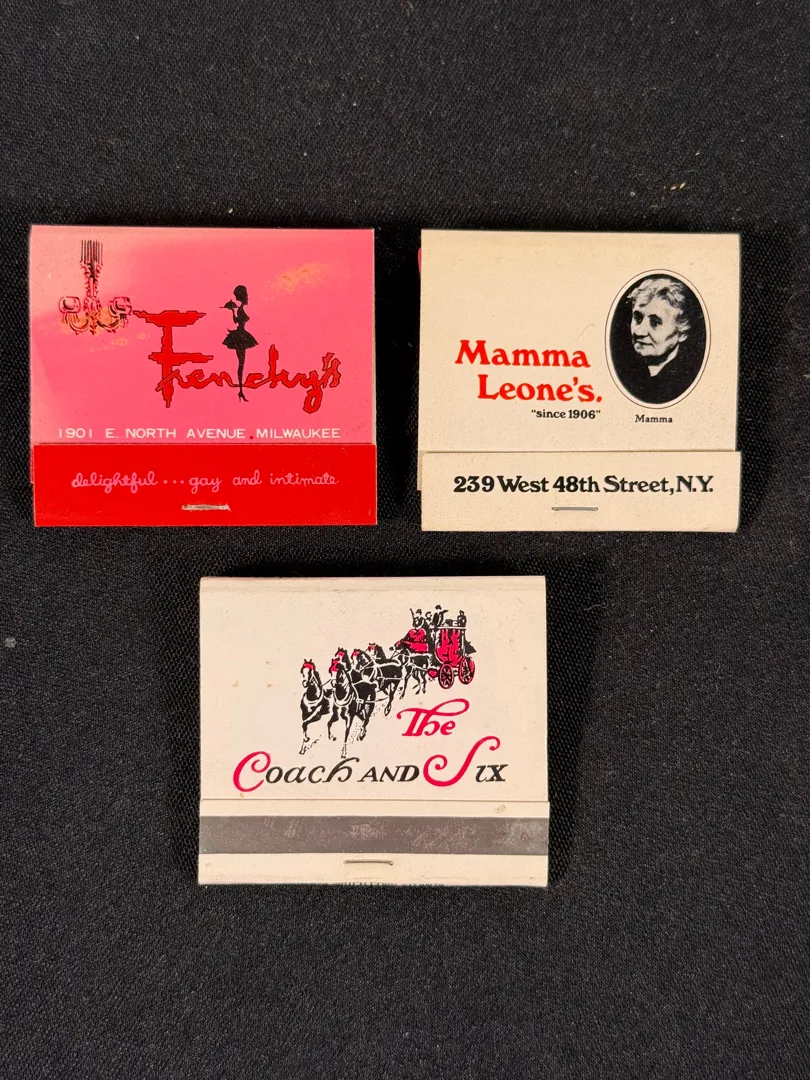 Frenchy's
1901 E. NORTH AVENUE, MILWAUKEE
delightful... gay and intimate
Mamma
Leone's.
"since 1906"
Mamma
239 West 48th Street, N.Y.
The
Coach AND Six